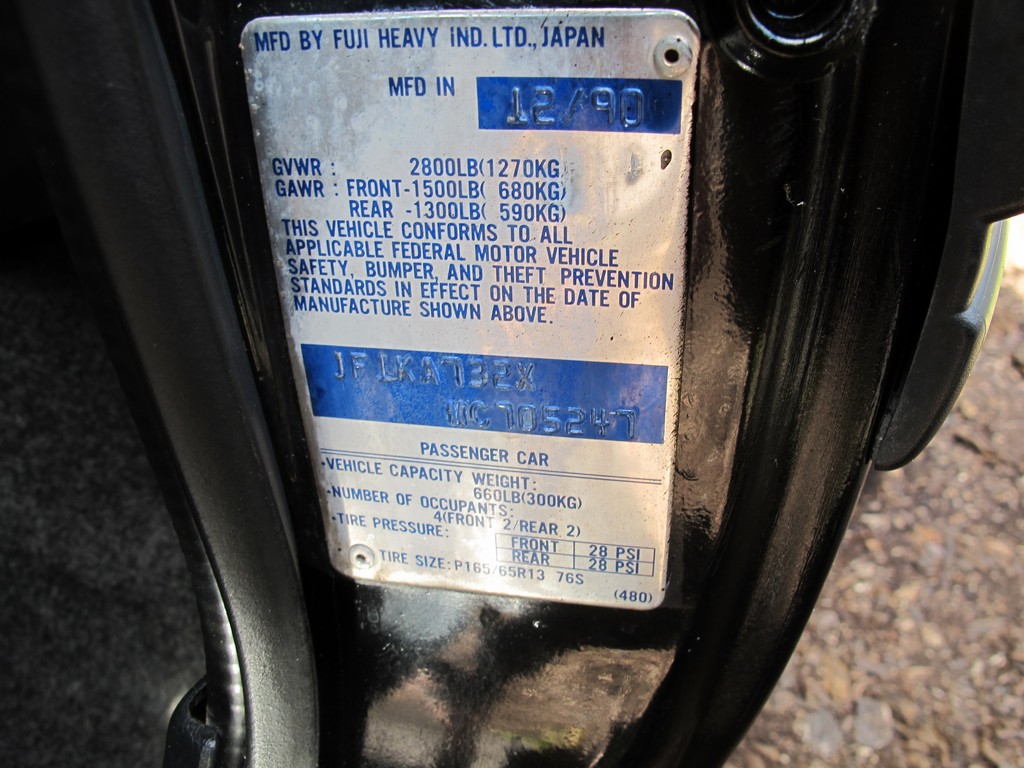 MFD BY FUJI HEAVY IND. LTD., JAPAN
MFD IN 12/90
GVWR : 2800LB(1270KG)
GAWR : FRONT-1500LB( 680KG)
REAR -1300LB( 590KG)
THIS VEHICLE CONFORMS TO ALL
APPLICABLE FEDERAL MOTOR VEHICLE
SAFETY, BUMPER, AND THEFT PREVENTION
STANDARDS IN EFFECT ON THE DATE OF
MANUFACTURE SHOWN ABOVE.
JF1KA732X
MC705247
PASSENGER CAR
·VEHICLE CAPACITY WEIGHT:
660LB(300KG)
·NUMBER OF OCCUPANTS:
4(FRONT 2/REAR 2)
·TIRE PRESSURE:
FRONT 28 PSI
REAR 28 PSI
TIRE SIZE: P165/65R13 76S
(480)